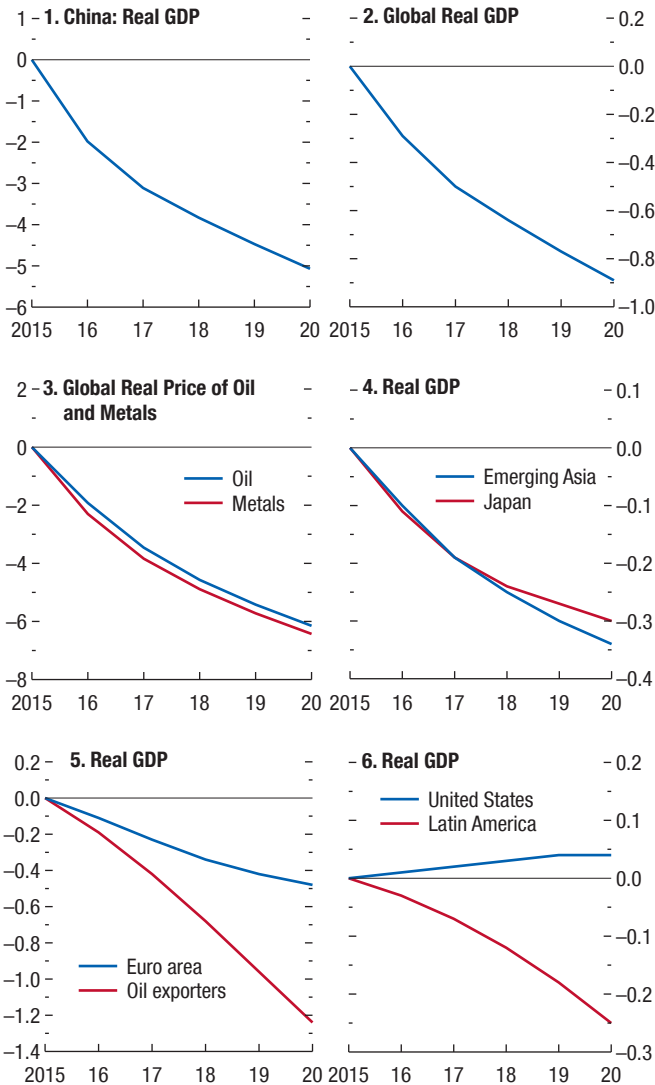 1. China: Real GDP
1
0
–1
–2
–3
–4
–5
–6
2015 16 17 18 19 20
2. Global Real GDP
0.2
0.0
–0.2
–0.4
–0.6
–0.8
–1.0
2015 16 17 18 19 20
3. Global Real Price of Oil
and Metals
2
0
–2
–4
–6
–8
Oil
Metals
2015 16 17 18 19 20
4. Real GDP
0.1
0.0
–0.1
–0.2
–0.3
–0.4
Emerging Asia
Japan
2015 16 17 18 19 20
5. Real GDP
0.2
0.0
–0.2
–0.4
–0.6
–0.8
–1.0
–1.2
–1.4
Euro area
Oil exporters
2015 16 17 18 19 20
6. Real GDP
0.2
0.1
0.0
–0.1
–0.2
–0.3
United States
Latin America
2015 16 17 18 19 20